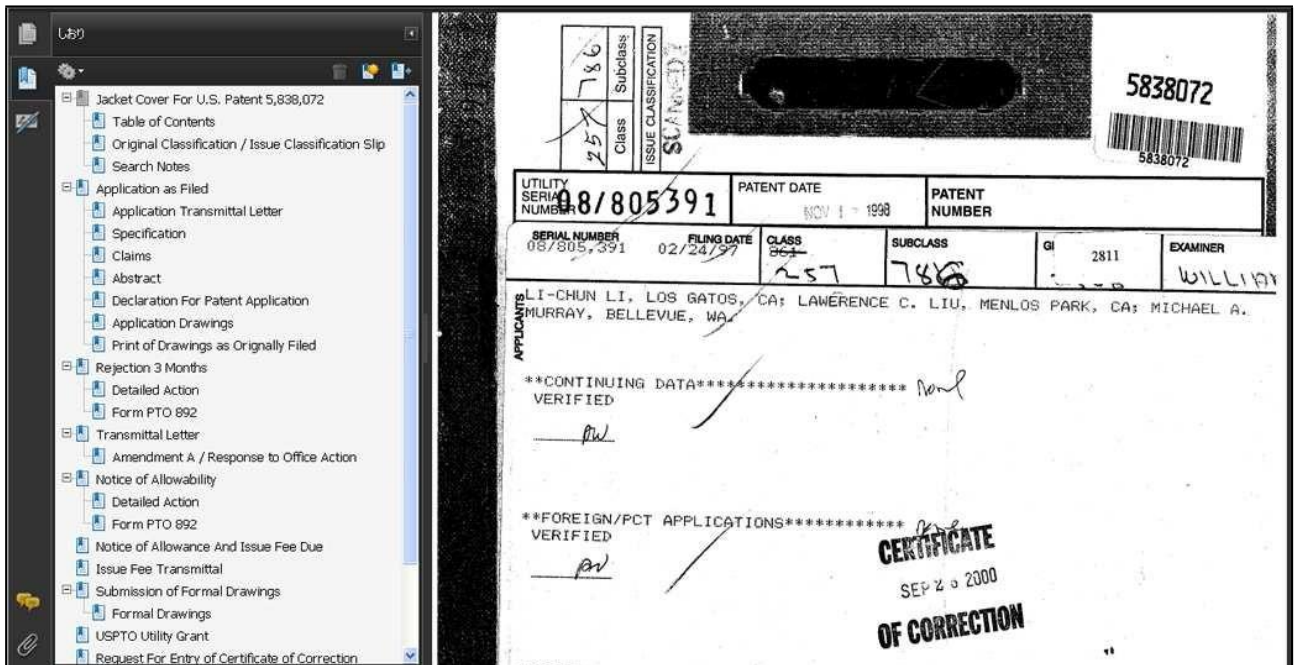 しおり
Jacket Cover For U.S. Patent 5,838,072
Table of Contents
Original Classification / Issue Classification Slip
Search Notes
Application as Filed
Application Transmittal Letter
Specification
Claims
Abstract
Declaration For Patent Application
Application Drawings
Print of Drawings as Orignally Filed
Rejection 3 Months
Detailed Action
Form PTO 892
Transmittal Letter
Amendment A / Response to Office Action
Notice of Allowability
Detailed Action
Form PTO 892
Notice of Allowance And Issue Fee Due
Issue Fee Transmittal
Submission of Formal Drawings
Formal Drawings
USPTO Utility Grant
Request For Entry of Certificate of Correction
786 Subclass
257 Class
ISSUE CLASSIFICATION
SCANNED
5838072
5838072
UTILITY SERIAL NUMBER 08/805391
PATENT DATE NOV 1 1998
PATENT NUMBER
SERIAL NUMBER FILING DATE CLASS SUBCLASS 2811 EXAMINER
08/805,391 02/24/97 361 257 786 WILLIAM
APPLICANTS
LI-CHUN LI, LOS GATOS, CA; LAWERENCE C. LIU, MENLOS PARK, CA; MICHAEL A.
MURRAY, BELLEVUE, WA.
**CONTINUING DATA********************* None
VERIFIED
PW
**FOREIGN/PCT APPLICATIONS************ None
VERIFIED
PW
CERTIFICATE
SEP 2 2000
OF CORRECTION